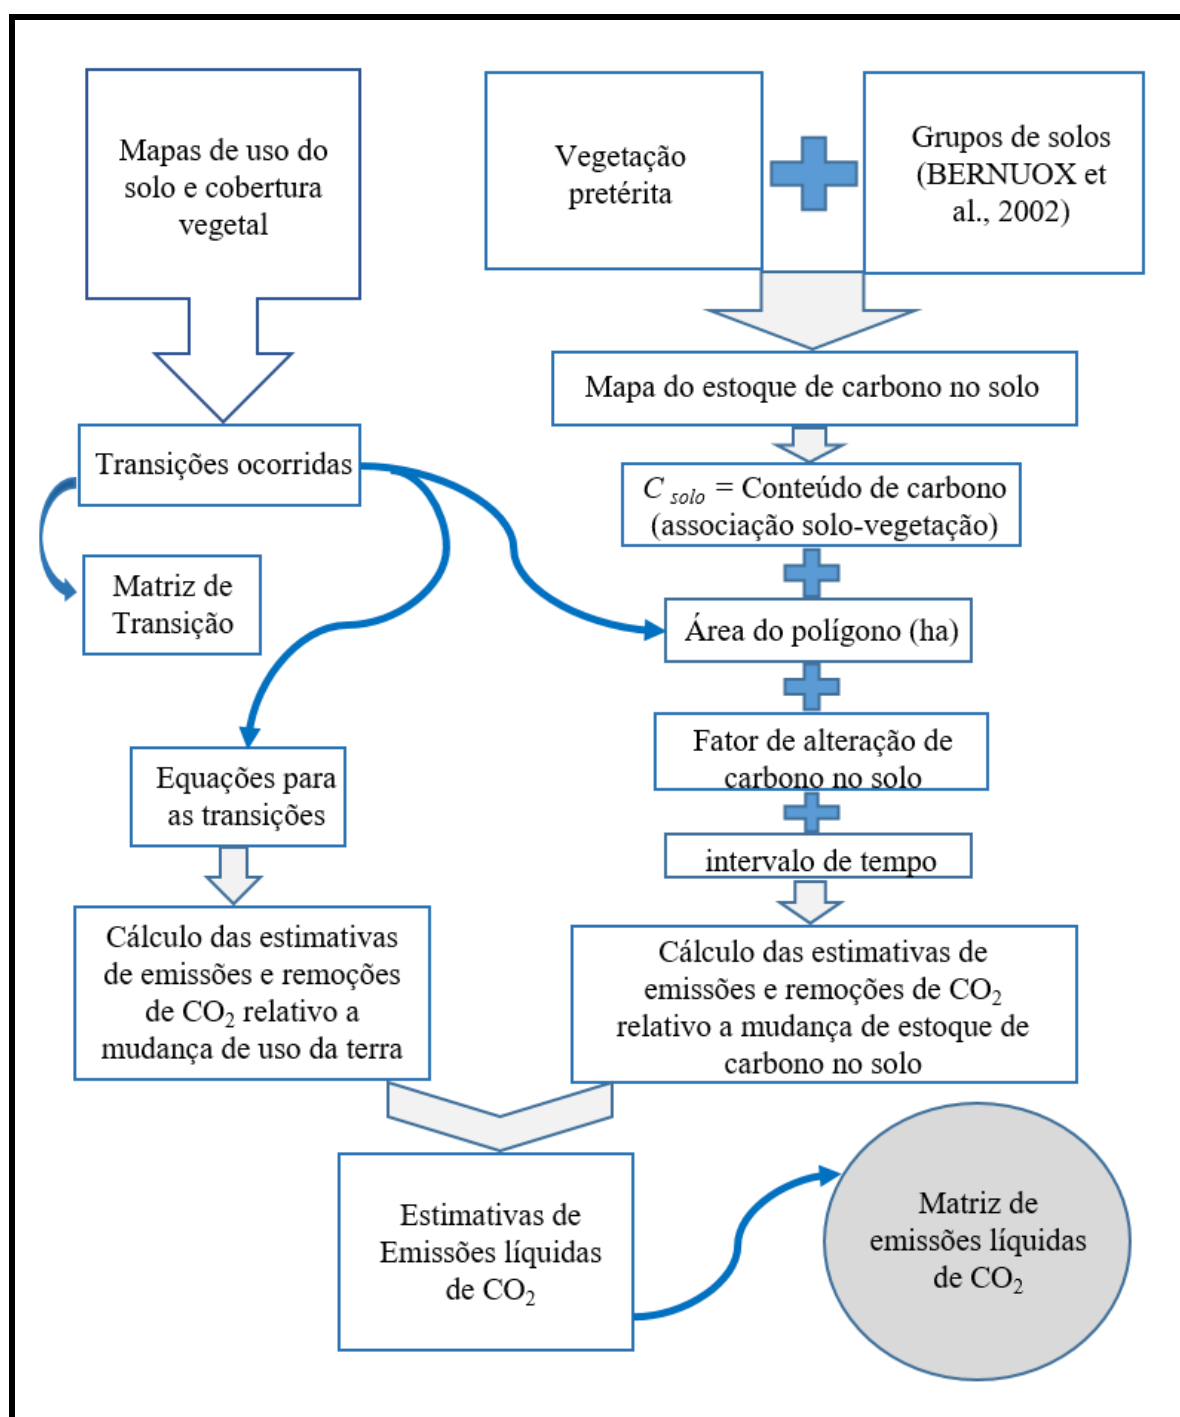 Mapas de uso do
solo e cobertura
vegetal
Vegetação
pretérita
Grupos de solos
(BERNUOX et
al., 2002)
Mapa do estoque de carbono no solo
Transições ocorridas
C solo = Conteúdo de carbono
(associação solo-vegetação)
Matriz de
Transição
Área do polígono (ha)
Fator de alteração de
carbono no solo
Equações para
as transições
intervalo de tempo
Cálculo das estimativas
de emissões e remoções
de CO₂ relativo a
mudança de uso da terra
Cálculo das estimativas de
emissões e remoções de CO₂
relativo a mudança de estoque de
carbono no solo
Estimativas de
Emissões líquidas
de CO₂
Matriz de
emissões líquidas
de CO₂